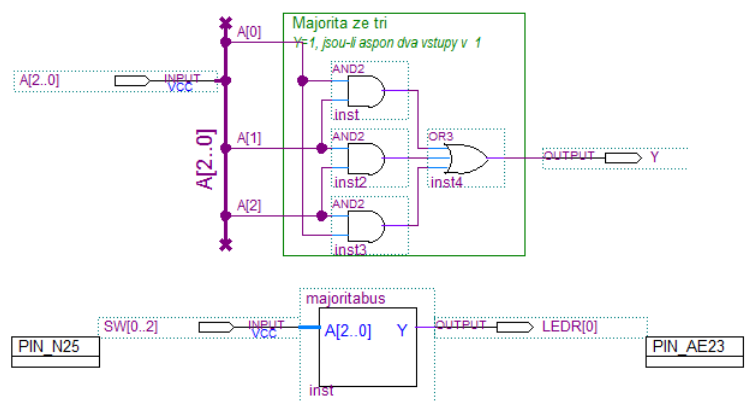 Majorita ze tri
Y=1, jsou-li aspon dva vstupy v 1
A[0]
A[2..0]
INPUT
VCC
AND2
inst
A[2..0]
A[1]
AND2
inst2
OR3
inst4
OUTPUT
Y
A[2]
AND2
inst3
majoritabus
SW[0..2]
INPUT
VCC
A[2..0]
Y
OUTPUT
LEDR[0]
PIN_N25
PIN_AE23
inst